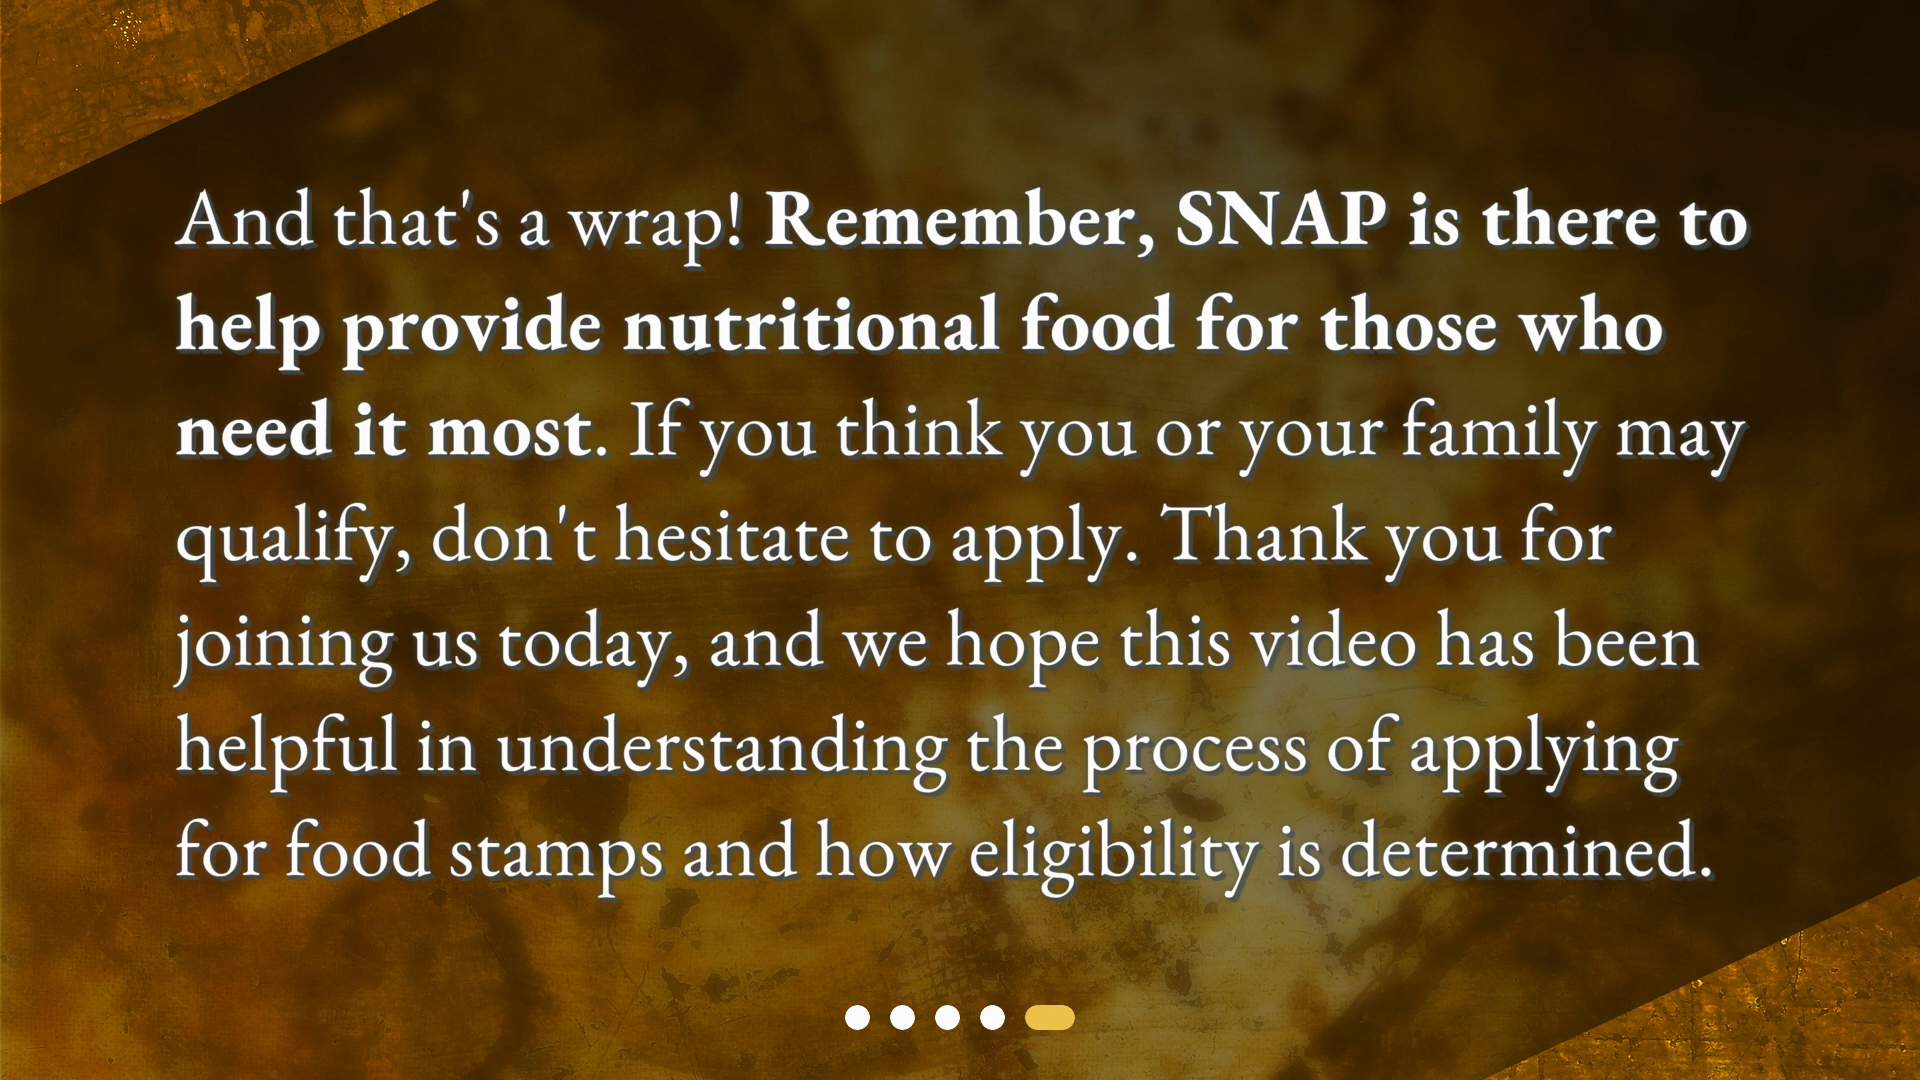 And that's a wrap! Remember, SNAP is there to
help provide nutritional food for those who
need it most. If you think you or your family may
qualify, don't hesitate to apply. Thank you for
joining us today, and we hope this video has been
helpful in understanding the process of applying
for food stamps and how eligibility is determined.